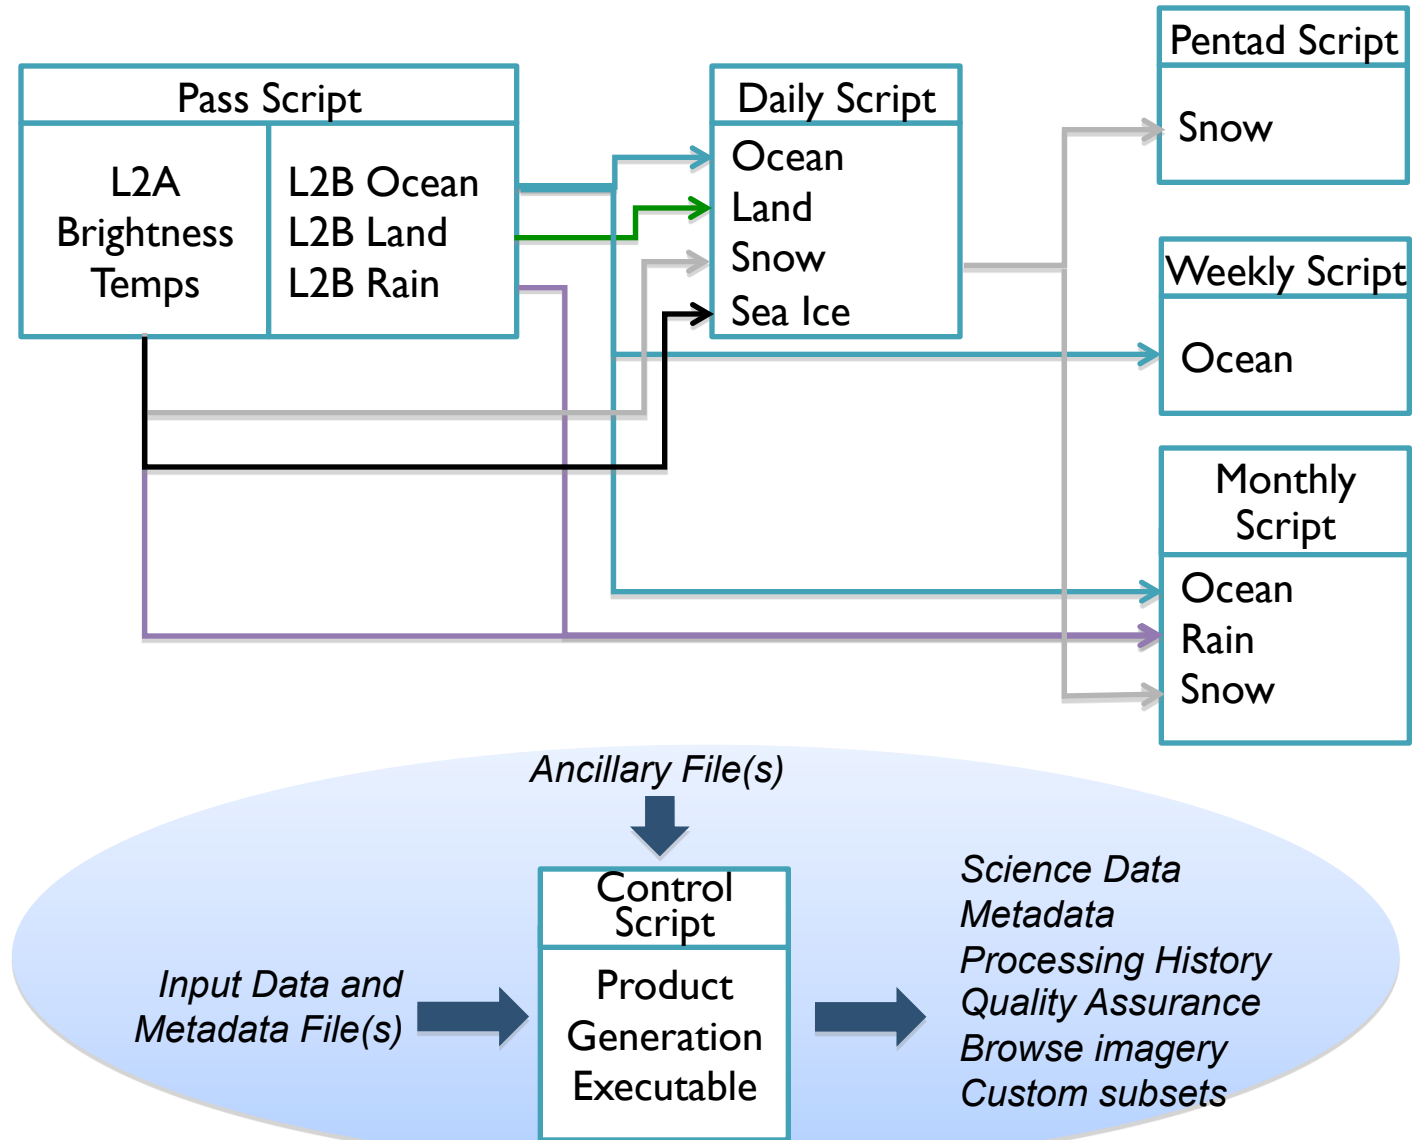 Pass Script
L2A
Brightness
Temps
L2B Ocean
L2B Land
L2B Rain
Daily Script
Ocean
Land
Snow
Sea Ice
Pentad Script
Snow
Weekly Script
Ocean
Monthly
Script
Ocean
Rain
Snow
Ancillary File(s)
Input Data and
Metadata File(s)
Control
Script
Product
Generation
Executable
Science Data
Metadata
Processing History
Quality Assurance
Browse imagery
Custom subsets